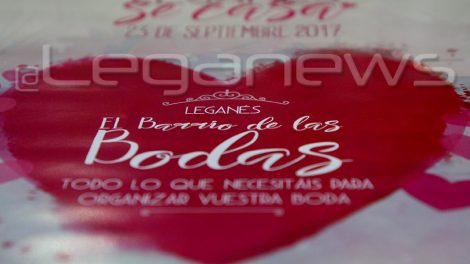 se casa
23 DE SEPTIEMBRE 2017
@Leganews
LEGANÉS
El Barrio de las
Bodas
TODO LO QUE NECESITÁIS PARA
ORGANIZAR VUESTRA BODA